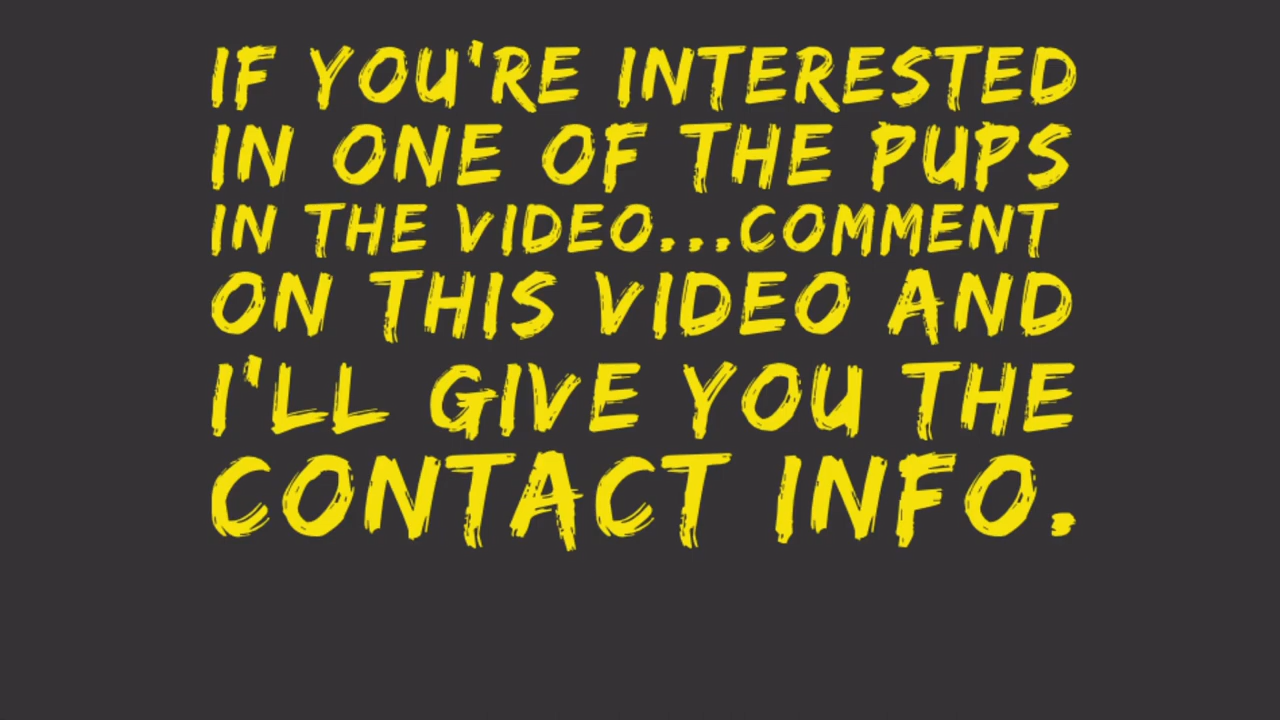 IF YOU'RE INTERESTED
IN ONE OF THE PUPS
IN THE VIDEO...COMMENT
ON THIS VIDEO AND
I'LL GIVE YOU THE
CONTACT INFO.